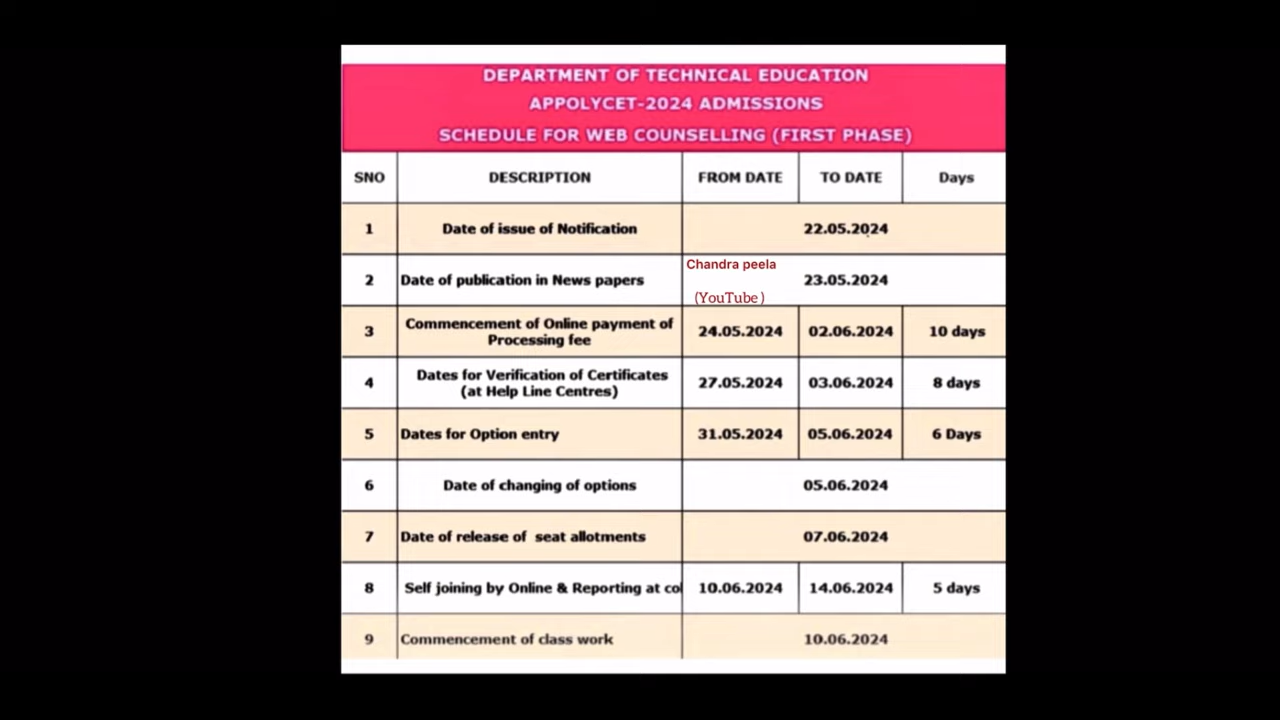 DEPARTMENT OF TECHNICAL EDUCATION
APPOLYCET-2024 ADMISSIONS
SCHEDULE FOR WEB COUNSELLING (FIRST PHASE)
SNO DESCRIPTION FROM DATE TO DATE Days
1 Date of issue of Notification 22.05.2024
2 Date of publication in News papers 23.05.2024
Chandra peela
(YouTube)
3 Commencement of Online payment of Processing fee 24.05.2024 02.06.2024 10 days
4 Dates for Verification of Certificates (at Help Line Centres) 27.05.2024 03.06.2024 8 days
5 Dates for Option entry 31.05.2024 05.06.2024 6 Days
6 Date of changing of options 05.06.2024
7 Date of release of seat allotments 07.06.2024
8 Self joining by Online & Reporting at col 10.06.2024 14.06.2024 5 days
9 Commencement of class work 10.06.2024